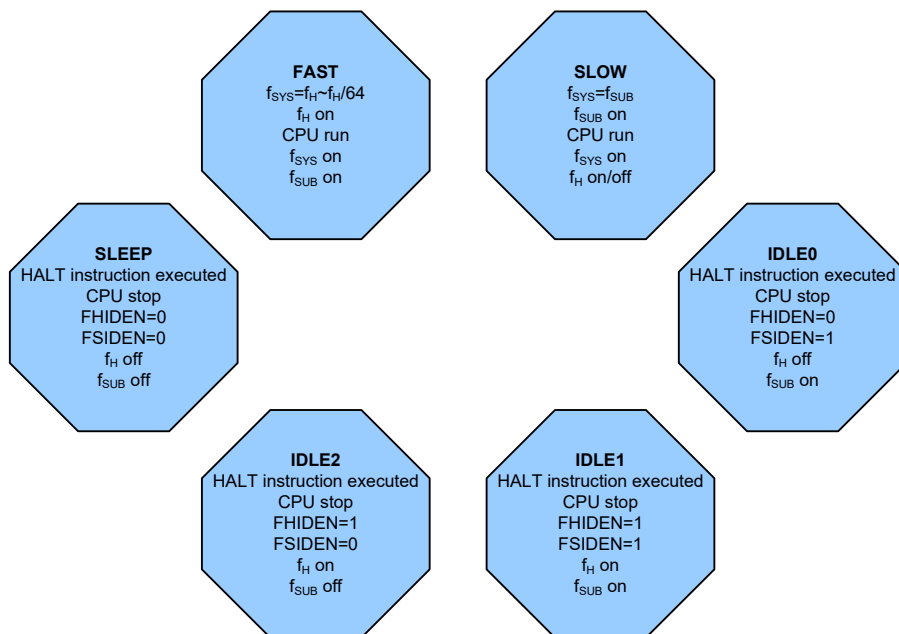 FAST
fSYS=fH~fH/64
fH on
CPU run
fSYS on
fSUB on
SLOW
fSYS=fSUB
fSUB on
CPU run
fSYS on
fH on/off
SLEEP
HALT instruction executed
CPU stop
FHIDEN=0
FSIDEN=0
fH off
fSUB off
IDLE0
HALT instruction executed
CPU stop
FHIDEN=0
FSIDEN=1
fH off
fSUB on
IDLE2
HALT instruction executed
CPU stop
FHIDEN=1
FSIDEN=0
fH on
fSUB off
IDLE1
HALT instruction executed
CPU stop
FHIDEN=1
FSIDEN=1
fH on
fSUB on